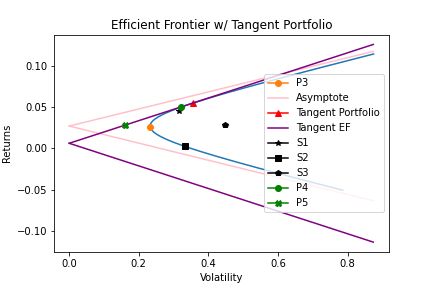 Efficient Frontier w/ Tangent Portfolio
Returns
0.10
0.05
0.00
−0.05
−0.10
P3
Asymptote
Tangent Portfolio
Tangent EF
S1
S2
S3
P4
P5
0.0 0.2 0.4 0.6 0.8
Volatility